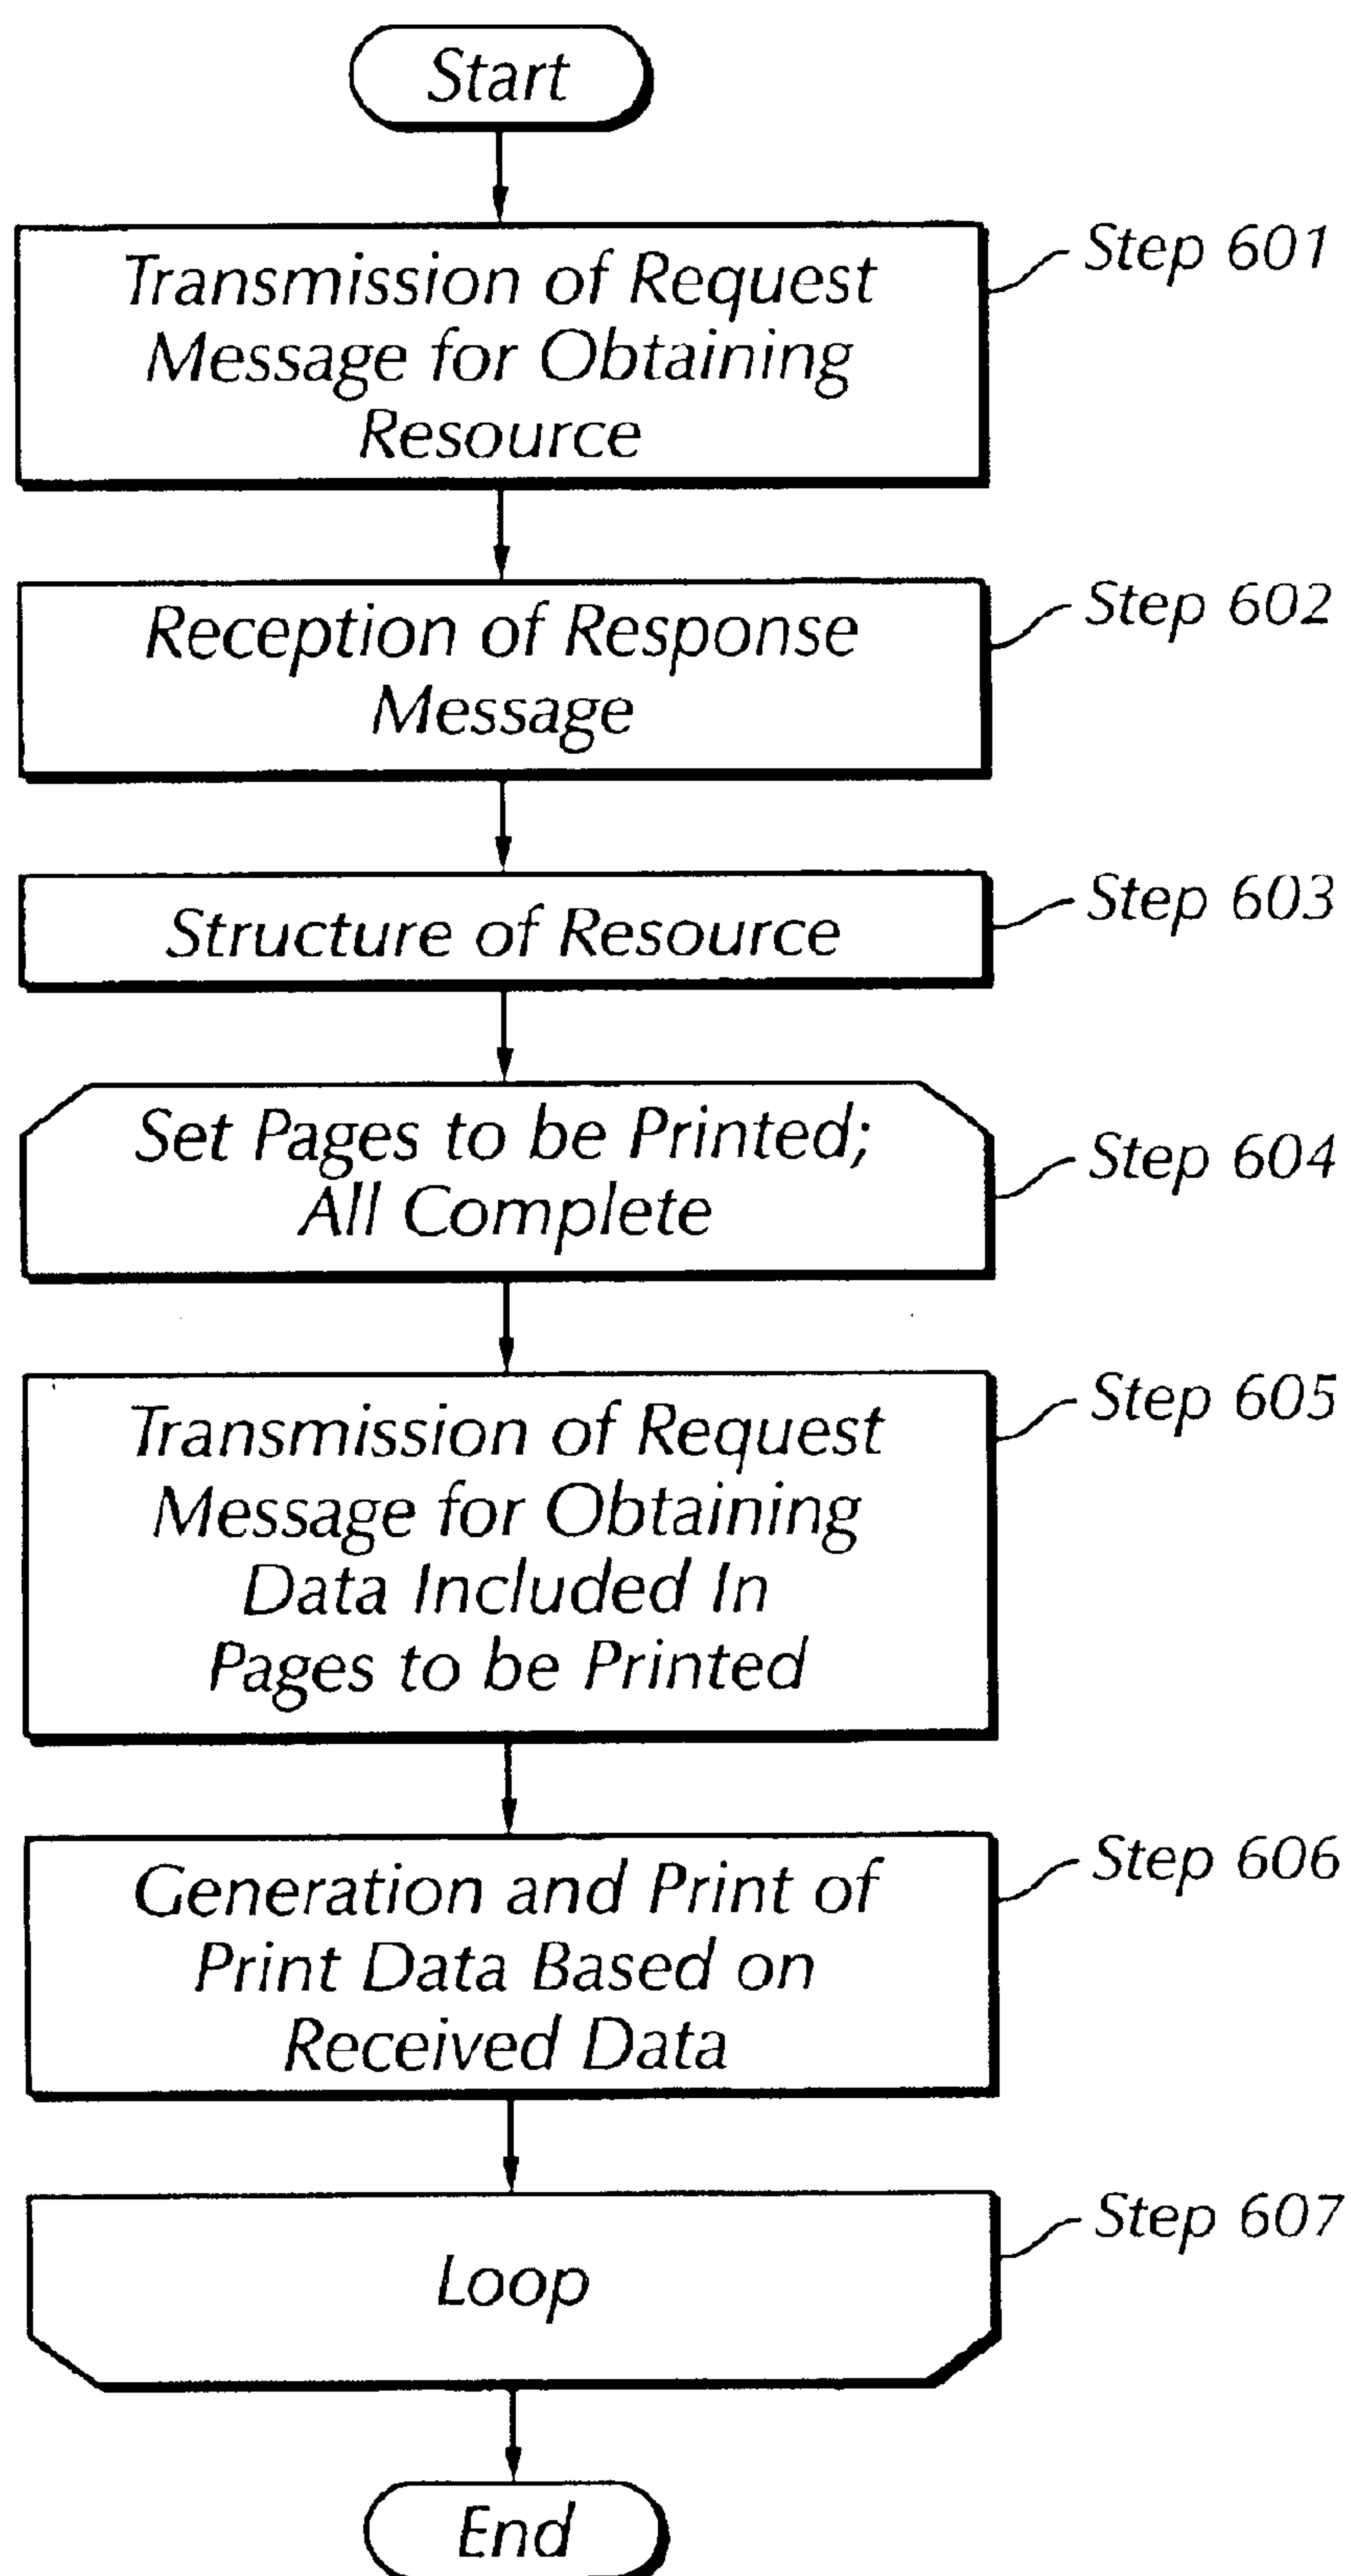 Start
Transmission of Request
Message for Obtaining
Resource
Step 601
Reception of Response
Message
Step 602
Structure of Resource
Step 603
Set Pages to be Printed;
All Complete
Step 604
Transmission of Request
Message for Obtaining
Data Included In
Pages to be Printed
Step 605
Generation and Print of
Print Data Based on
Received Data
Step 606
Loop
Step 607
End